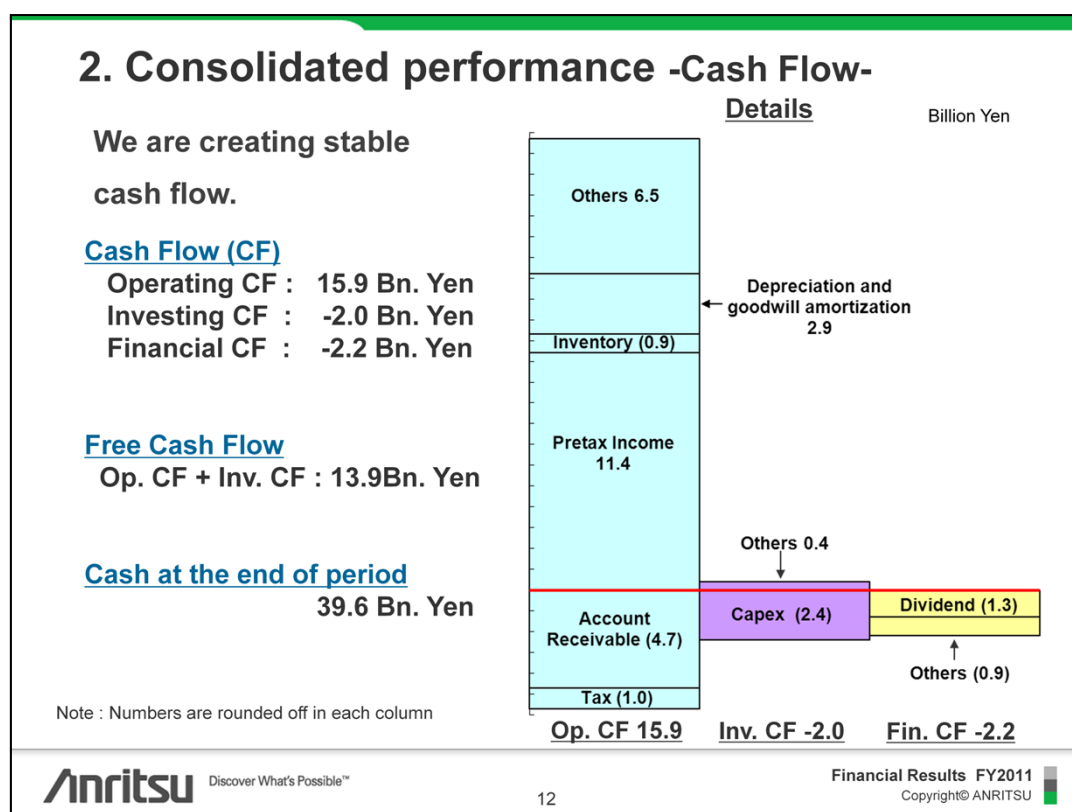 2. Consolidated performance -Cash Flow-
Details
Billion Yen
We are creating stable
cash flow.
Cash Flow (CF)
Operating CF : 15.9 Bn. Yen
Investing CF : -2.0 Bn. Yen
Financial CF : -2.2 Bn. Yen
Free Cash Flow
Op. CF + Inv. CF : 13.9Bn. Yen
Cash at the end of period
39.6 Bn. Yen
Note : Numbers are rounded off in each column
Others 6.5
Depreciation and
goodwill amortization
2.9
Inventory (0.9)
Pretax Income
11.4
Account
Receivable (4.7)
Tax (1.0)
Others 0.4
Capex (2.4)
Dividend (1.3)
Others (0.9)
Op. CF 15.9
Inv. CF -2.0
Fin. CF -2.2
Anritsu
Discover What's Possible™
12
Financial Results FY2011
Copyright© ANRITSU